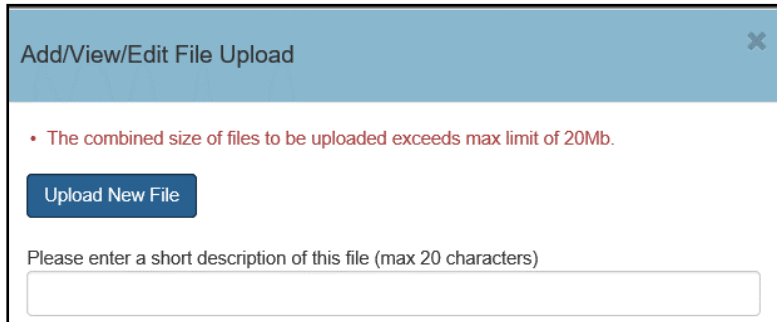 Add/View/Edit File Upload
• The combined size of files to be uploaded exceeds max limit of 20Mb.
Upload New File
Please enter a short description of this file (max 20 characters)